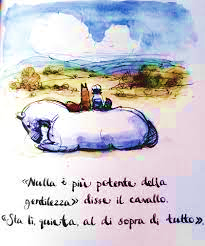 «Nulla è più potente della
gentilezza» disse il cavallo.
«Sta lì, quieta, al di sopra di tutto».